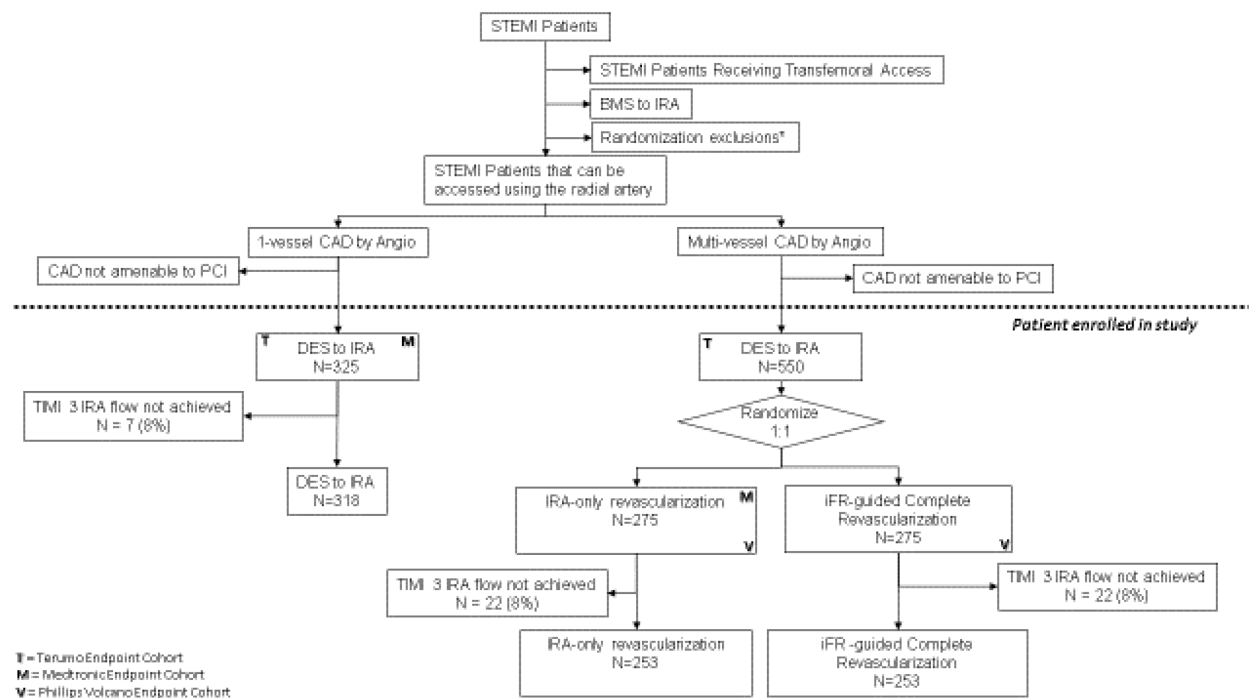 STEMI Patients
STEMI Patients Receiving Transfemoral Access
BMS to IRA
Randomization exclusions*
STEMI Patients that can be
accessed using the radial artery
1-vessel CAD by Angio
Multi-vessel CAD by Angio
CAD not amenable to PCI
CAD not amenable to PCI
Patient enrolled in study
T
M
DES to IRA
N=325
T
DES to IRA
N=550
TIMI 3 IRA flow not achieved
N = 7 (8%)
Randomize
1:1
DES to IRA
N=318
IRA-only revascularization
M
N=275
V
iFR-guided Complete
Revascularization
N=275
V
TIMI 3 IRA flow not achieved
N = 22 (8%)
TIMI 3 IRA flow not achieved
N = 22 (8%)
IRA-only revascularization
N=253
iFR-guided Complete
Revascularization
N=253
T = Terumo Endpoint Cohort
M = Medtronic Endpoint Cohort
V = Phillips Volcano Endpoint Cohort